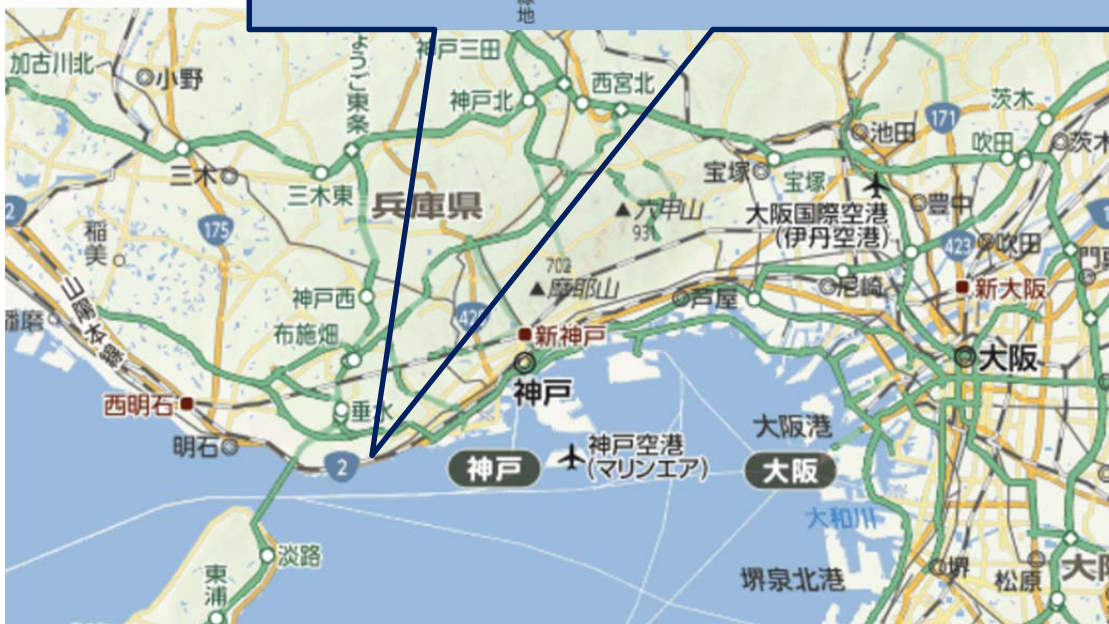 緑地
加古川北
小野
ょうご東条
神戸三田
神戸北
西宮北
茨木
171
池田
吹田
茨木
三木
三木東
兵庫県
宝塚
宝塚
六甲山
931
大阪国際空港
(伊丹空港)
豊中
2
稲美
175
423
吹田
702
摩耶山
山陽本線
播磨
神戸西
布施畑
新神戸
芦屋
尼崎
新大阪
神戸
大阪
西明石
垂水
明石
2
神戸
神戸空港
(マリンエア)
大阪港
大阪
大和川
淡路
東浦
堺泉北港
堺
松原